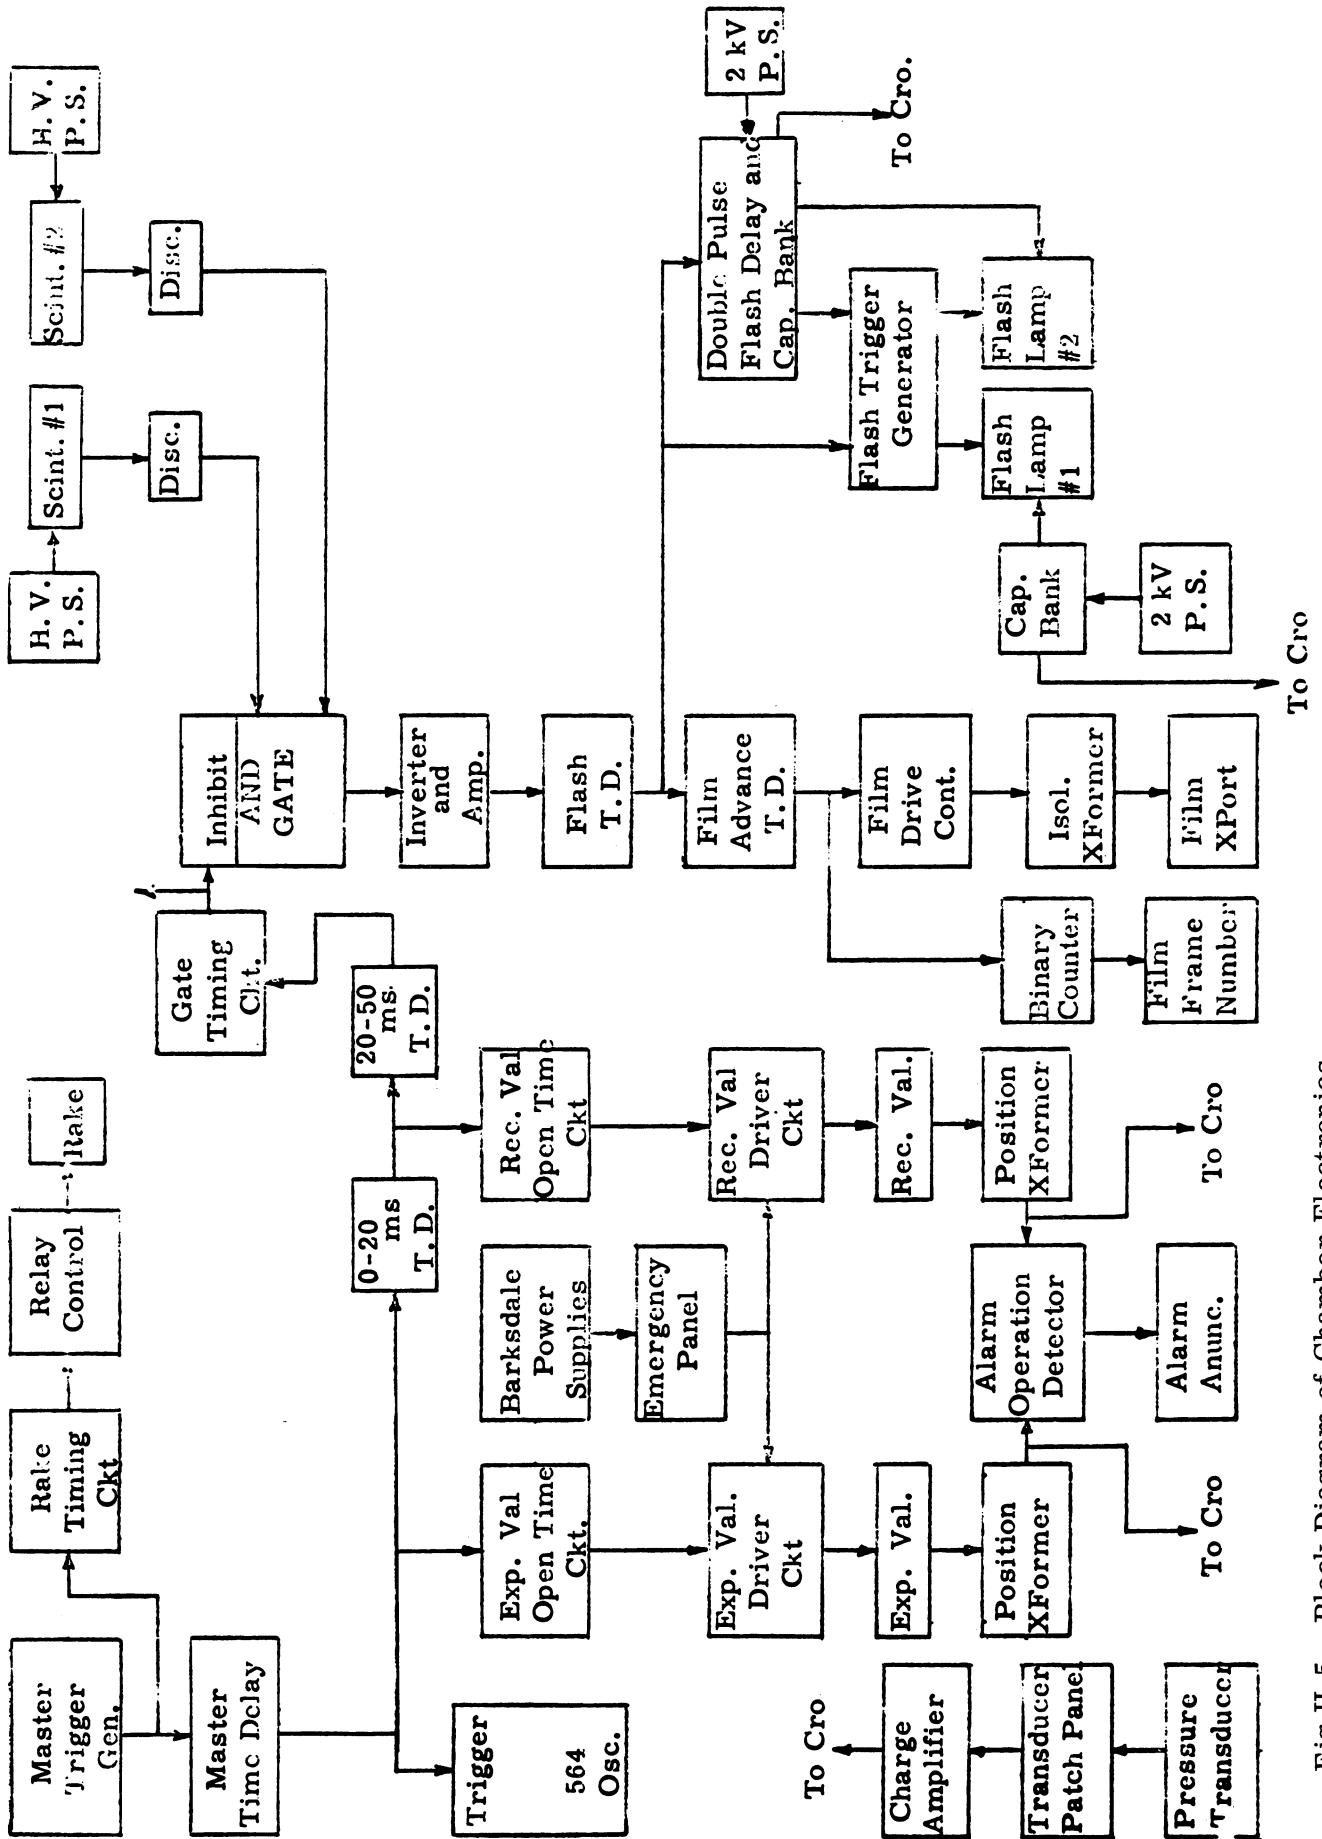 Master
Trigger
Gen.
Rake
Timing
Ckt
Relay
Control
Rake
Master
Time Delay
Trigger
564
Osc.
0-20
ms
T.D.
20-50
ms
T.D.
Gate
Timing
Ckt.
Inhibit
AND
GATE
H.V.
P.S.
Scint. #1
Disc.
H.V.
P.S.
Scint. #2
Disc.
Inverter
and
Amp.
Flash
T.D.
Film
Advance
T.D.
Film
Drive
Cont.
Isol.
XFormer
Film
XPort
Binary
Counter
Film
Frame
Number
Double Pulse
Flash Delay and
Cap. Bank
2 kV
P.S.
To Cro.
Flash Trigger
Generator
Flash
Lamp
#1
Flash
Lamp
#2
Cap.
Bank
2 kV
P.S.
To Cro
Exp. Val
Open Time
Ckt.
Barksdale
Power
Supplies
Rec. Val
Open Time
Ckt
Emergency
Panel
Exp. Val.
Driver
Ckt
Rec. Val
Driver
Ckt
Exp. Val.
Rec. Val.
Position
XFormer
Alarm
Operation
Detector
Position
XFormer
Alarm
Anunc.
To Cro
To Cro
To Cro
Charge
Amplifier
Transducer
Patch Panel
Pressure
Transducer
Block Diagram of Chamber Electronics